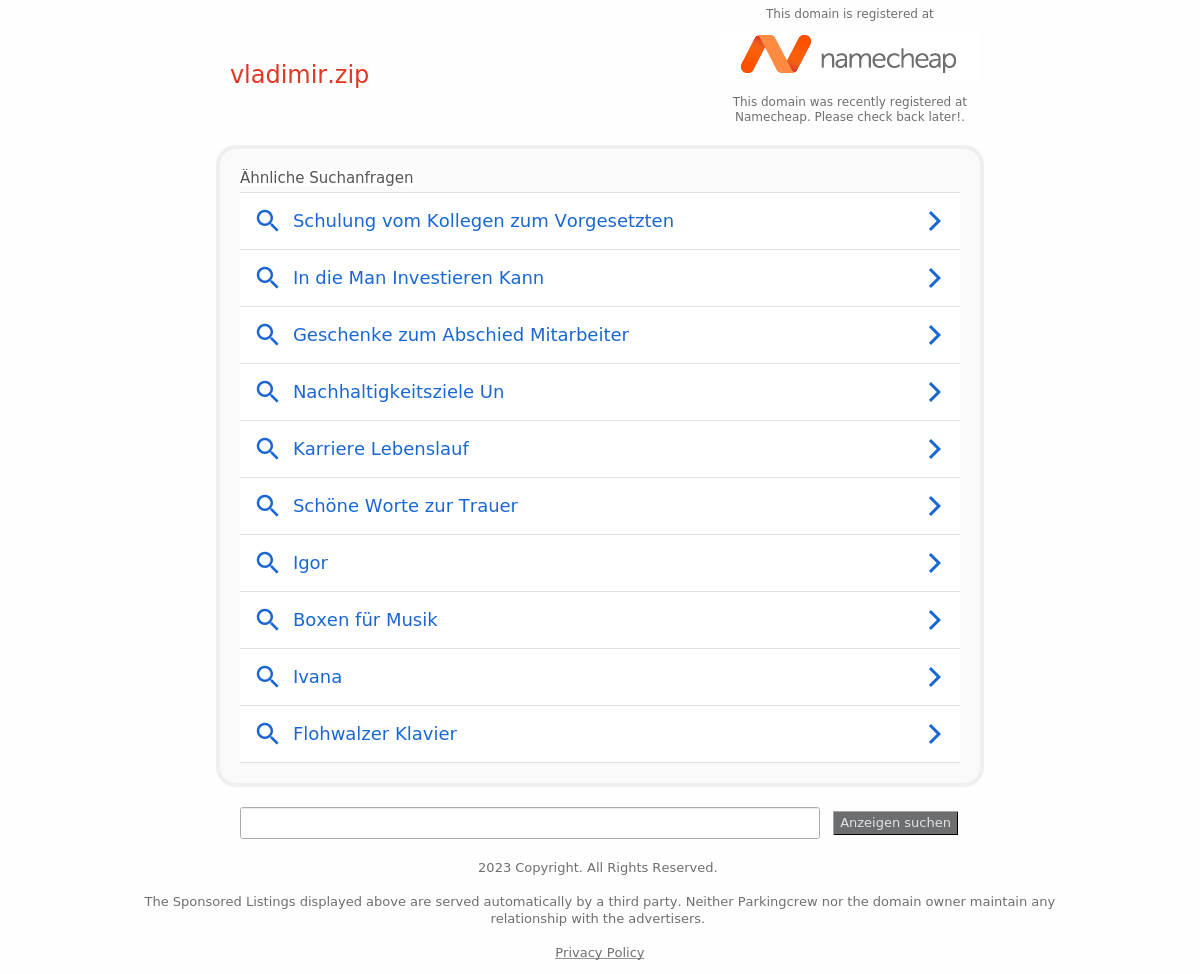 This domain is registered at
namecheap
vladimir.zip
This domain was recently registered at
Namecheap. Please check back later!.
Ähnliche Suchanfragen
Schulung vom Kollegen zum Vorgesetzten
In die Man Investieren Kann
Geschenke zum Abschied Mitarbeiter
Nachhaltigkeitsziele Un
Karriere Lebenslauf
Schöne Worte zur Trauer
Igor
Boxen für Musik
Ivana
Flohwalzer Klavier
Anzeigen suchen
2023 Copyright. All Rights Reserved.
The Sponsored Listings displayed above are served automatically by a third party. Neither Parkingcrew nor the domain owner maintain any
relationship with the advertisers.
Privacy Policy